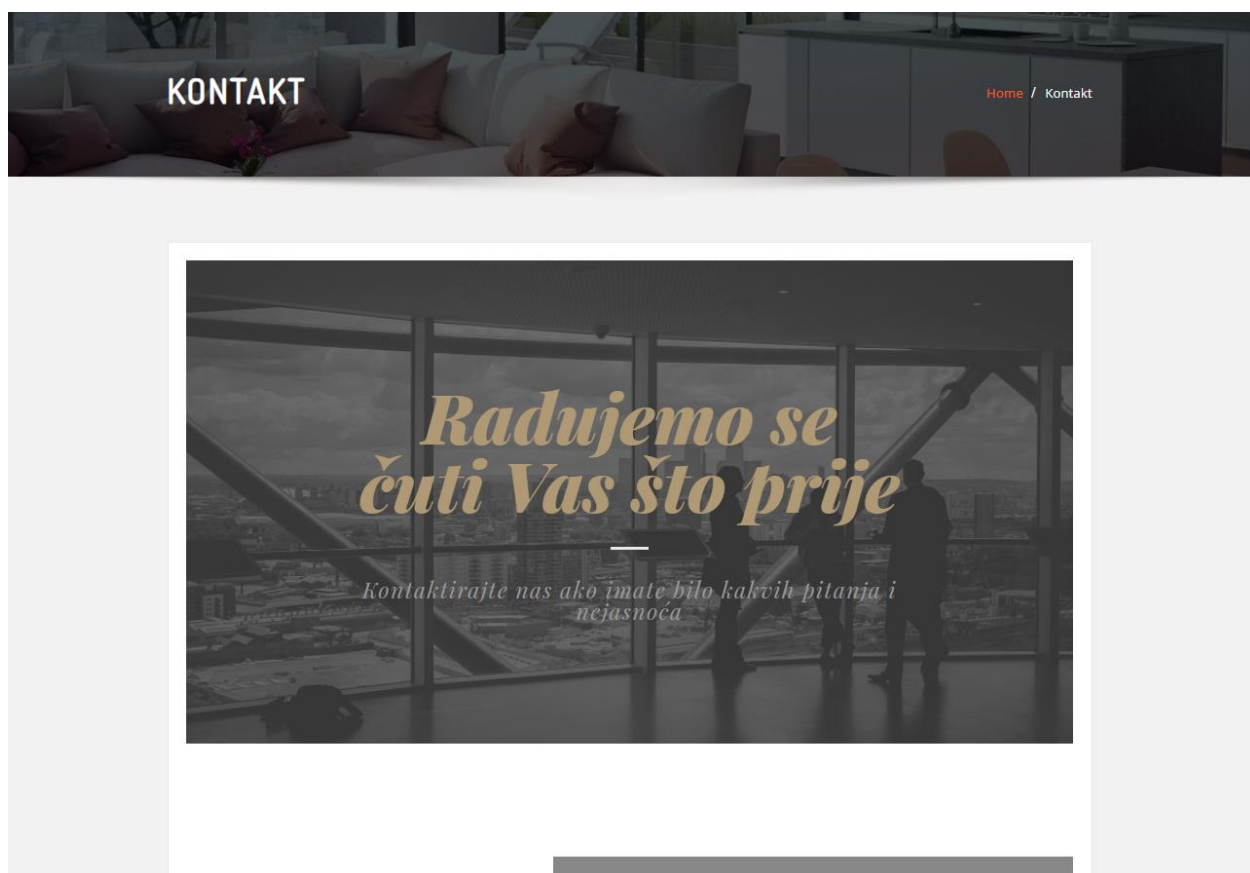 KONTAKT
Home / Kontakt
Radujemo se
čuti Vas što prije
Kontaktirajte nas ako imate bilo kakvih pitanja i
nejasnoća